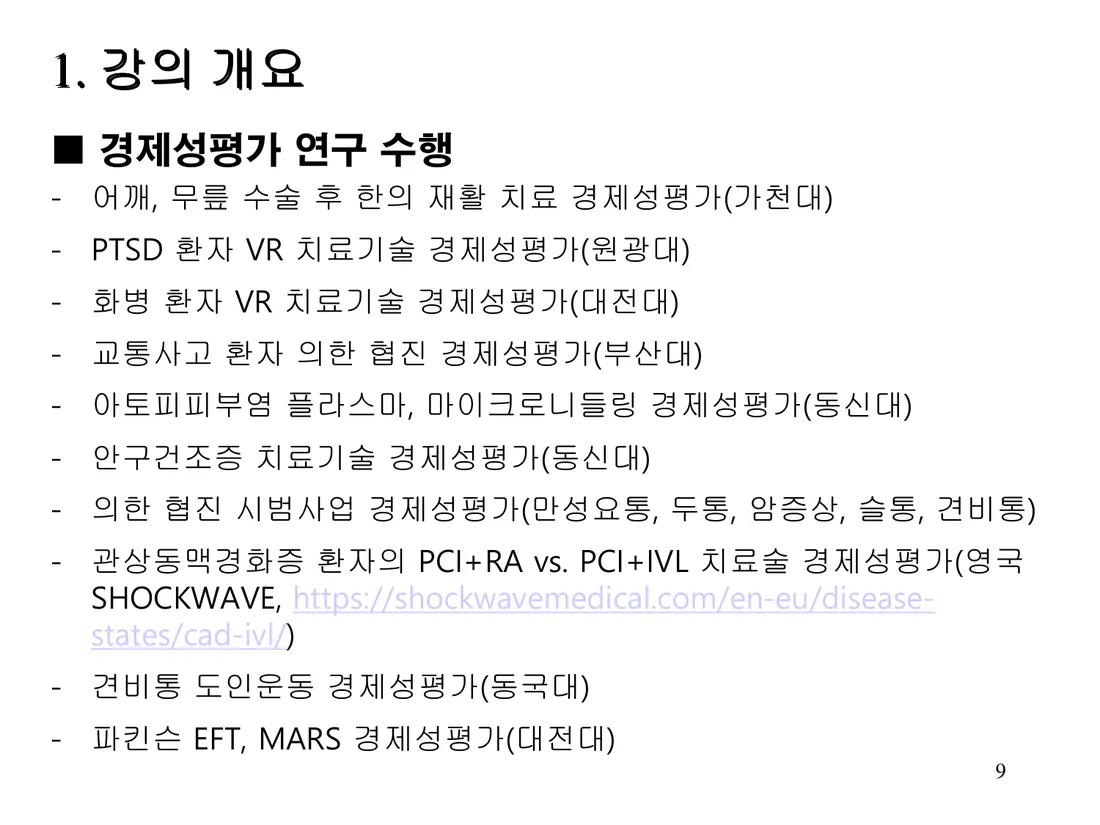 1. 강의 개요
■ 경제성평가 연구 수행
- 어깨, 무릎 수술 후 한의 재활 치료 경제성평가(가천대)
- PTSD 환자 VR 치료기술 경제성평가(원광대)
- 화병 환자 VR 치료기술 경제성평가(대전대)
- 교통사고 환자 의한 협진 경제성평가(부산대)
- 아토피피부염 플라스마, 마이크로니들링 경제성평가(동신대)
- 안구건조증 치료기술 경제성평가(동신대)
- 의한 협진 시범사업 경제성평가(만성요통, 두통, 암증상, 슬통, 견비통)
- 관상동맥경화증 환자의 PCI+RA vs. PCI+IVL 치료술 경제성평가(영국
SHOCKWAVE, https://shockwavemedical.com/en-eu/disease-
states/cad-ivl/)
- 견비통 도인운동 경제성평가(동국대)
- 파킨슨 EFT, MARS 경제성평가(대전대)
9